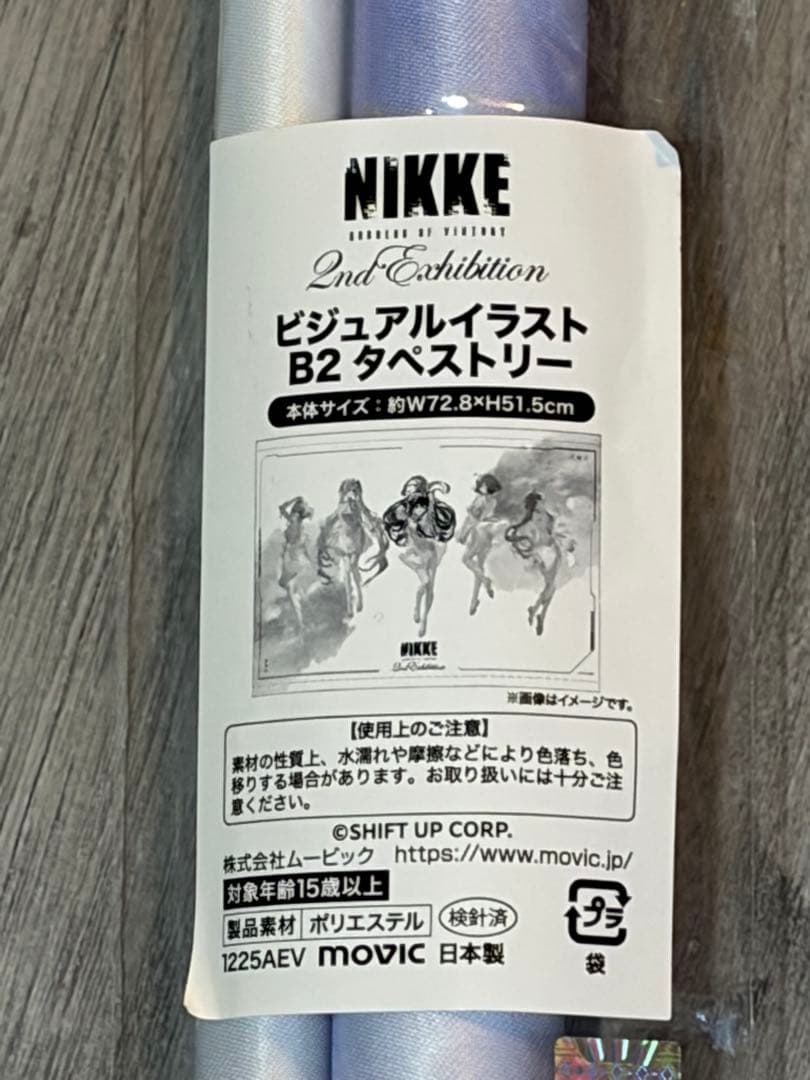 NIKKE
GODDESS OF VICTORY
2nd Exhibition
ビジュアルイラスト
B2 タペストリー
本体サイズ：約W72.8×H51.5cm
NIKKE
2nd Exhibition
※画像はイメージです。
【使用上のご注意】
素材の性質上、水濡れや摩擦などにより色落ち、色
移りする場合があります。お取り扱いには十分ご注
意ください。
©SHIFT UP CORP.
株式会社ムービック https://www.movic.jp/
対象年齢15歳以上
製品素材 ポリエステル 検針済
1225AEV movic 日本製
プラ
袋